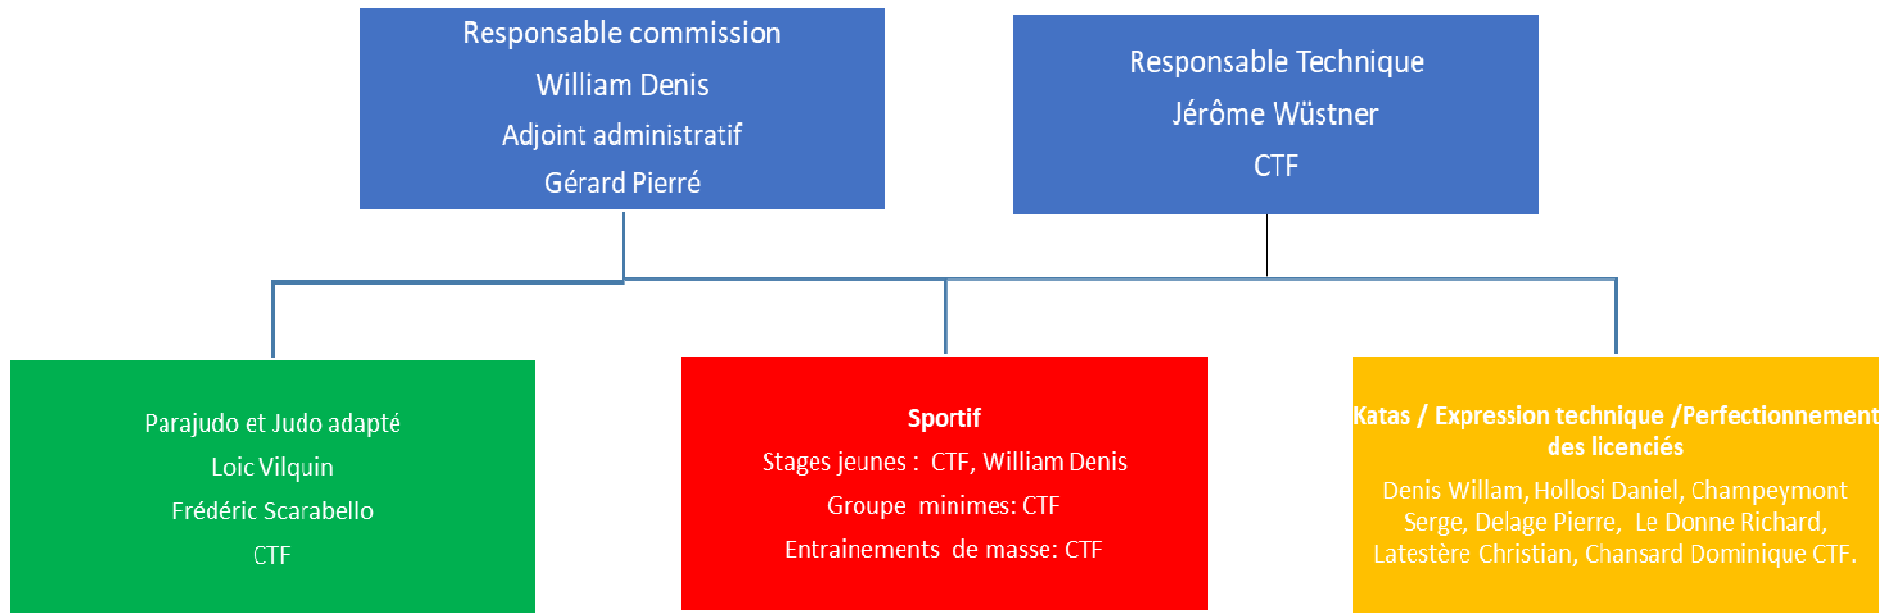 Responsable commission
William Denis
Adjoint administratif
Gérard Pierré
Responsable Technique
Jérôme Wüstner
CTF
Parajudo et Judo adapté
Loic Vilquin
Frédéric Scarabello
CTF
Sportif
Stages jeunes : CTF, William Denis
Groupe minimes: CTF
Entrainements de masse: CTF
Katas / Expression technique /Perfectionnement
des licenciés
Denis Willam, Hollosi Daniel, Champeymont
Serge, Delage Pierre, Le Donne Richard,
Latestère Christian, Chansard Dominique CTF.